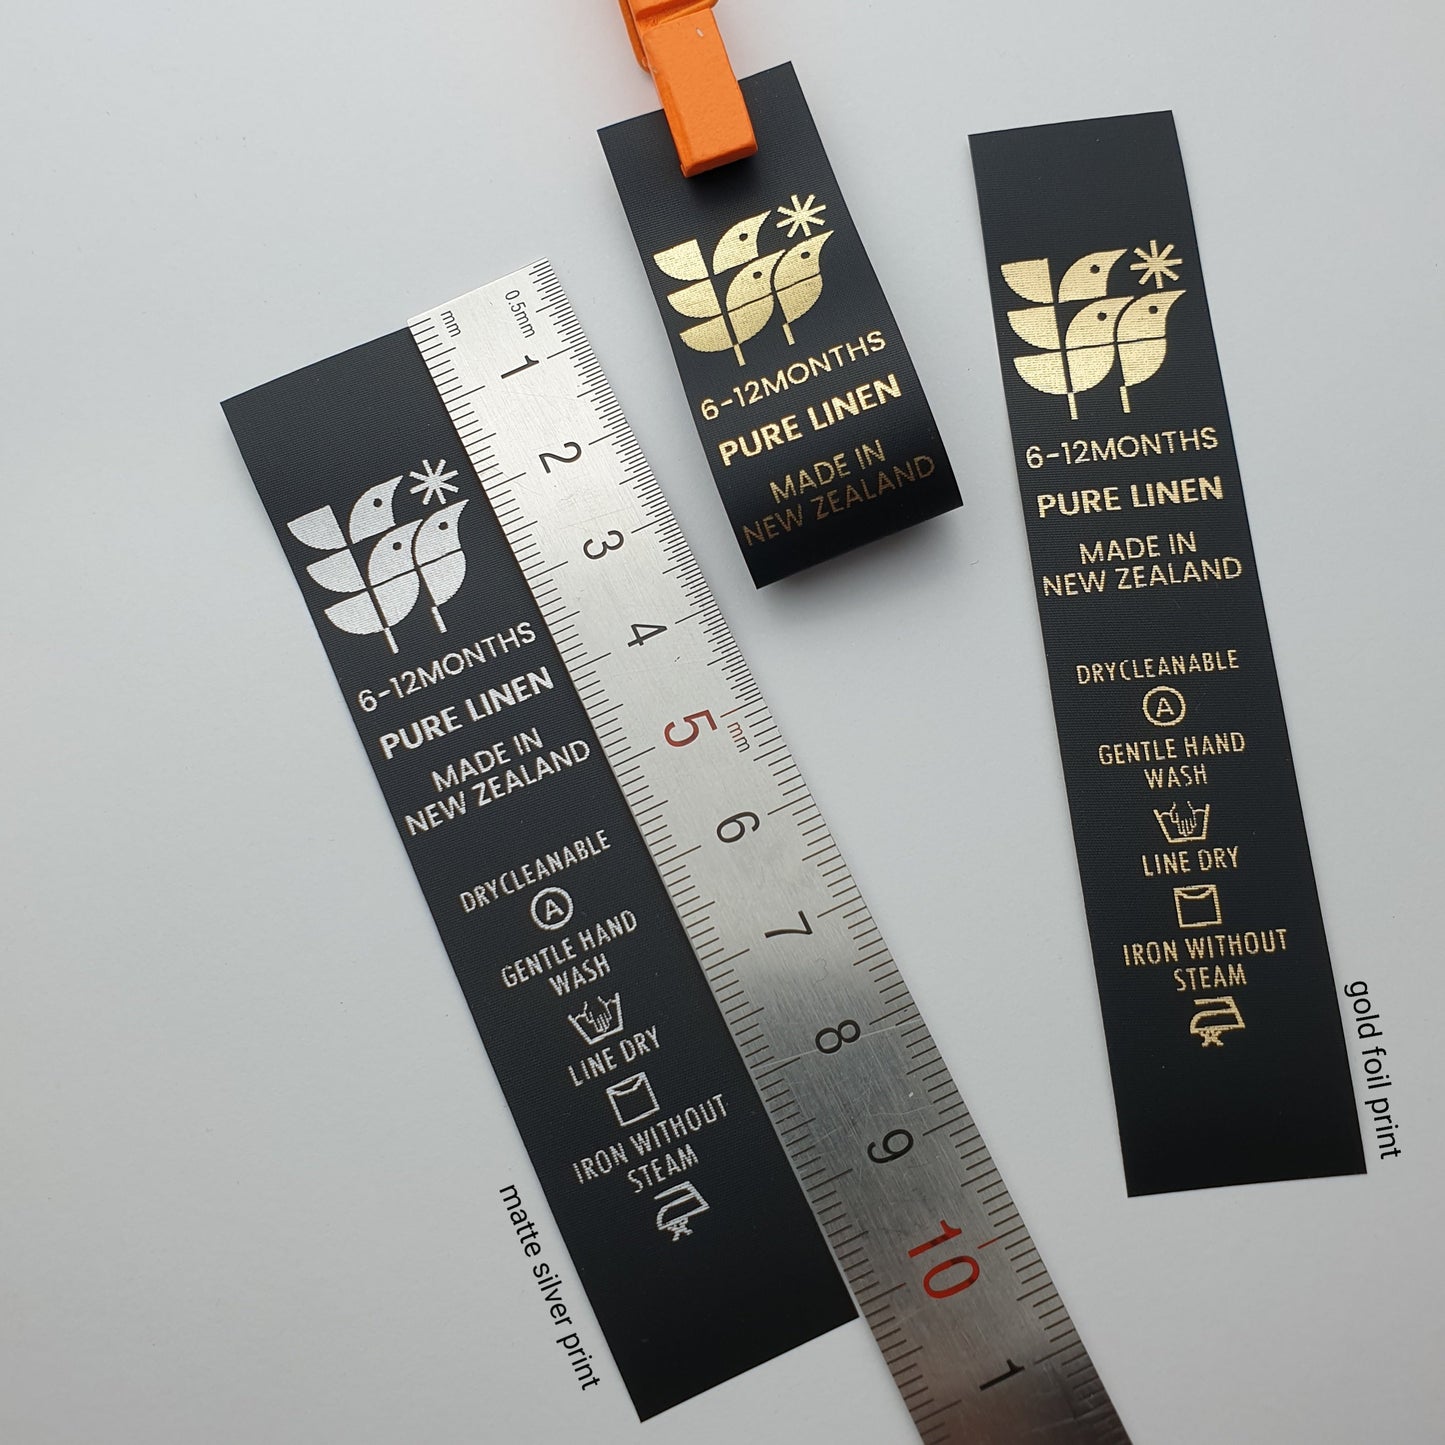 6-12MONTHS
PURE LINEN
MADE IN
NEW ZEALAND
DRYCLEANABLE
A
GENTLE HAND
WASH
LINE DRY
IRON WITHOUT
STEAM
matte silver print
mm
0.5mm
1
2
3
4
5
mm
6
7
8
9
10
1
6-12MONTHS
PURE LINEN
MADE IN
NEW ZEALAND
6-12MONTHS
PURE LINEN
MADE IN
NEW ZEALAND
DRYCLEANABLE
A
GENTLE HAND
WASH
LINE DRY
IRON WITHOUT
STEAM
gold foil print